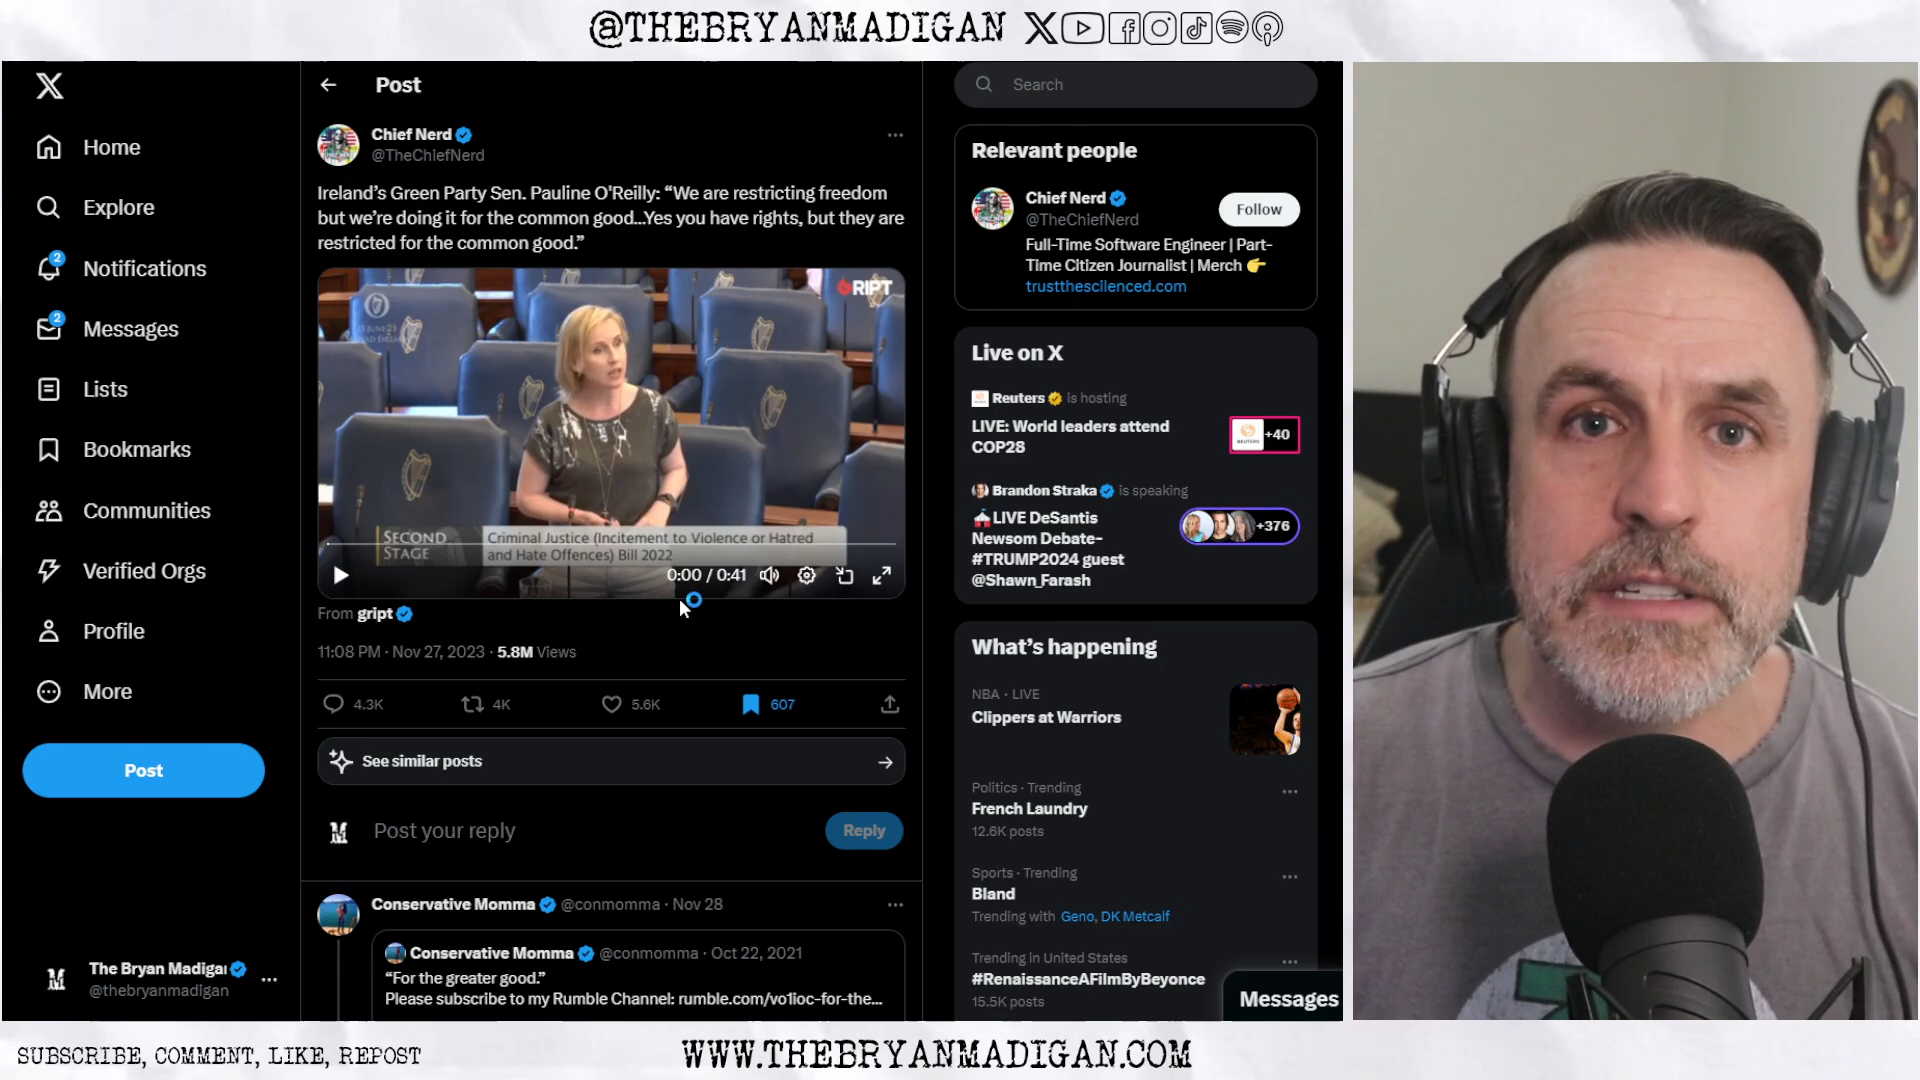 @THEBRYANMADIGAN
Post
Search
Home
Explore
2
Notifications
2
Messages
Lists
Bookmarks
Communities
Verified Orgs
Profile
More
Post
The Bryan Madigan
@thebryanmadigan
Chief Nerd
@TheChiefNerd
Ireland's Green Party Sen. Pauline O'Reilly: “We are restricting freedom
but we're doing it for the common good...Yes you have rights, but they are
restricted for the common good.”
RIPT
SECOND
STAGE
Criminal Justice (Incitement to Violence or Hatred
and Hate Offences) Bill 2022
0:00 / 0:41
From gript
11:08 PM · Nov 27, 2023 · 5.8M Views
4.3K 4K 5.6K 607
See similar posts
Post your reply
Reply
Conservative Momma @conmomma · Nov 28
Conservative Momma @conmomma · Oct 22, 2021
“For the greater good.”
Please subscribe to my Rumble Channel: rumble.com/vo1ioc-for-the...
Relevant people
Chief Nerd
@TheChiefNerd
Follow
Full-Time Software Engineer | Part-
Time Citizen Journalist | Merch
trustthescilenced.com
Live on X
Reuters is hosting
LIVE: World leaders attend
COP28
REUTERS
+40
Brandon Straka is speaking
LIVE DeSantis
Newsom Debate-
#TRUMP2024 guest
@Shawn_Farash
+376
What's happening
NBA · LIVE
Clippers at Warriors
Politics · Trending
French Laundry
12.6K posts
Sports · Trending
Bland
Trending with Geno, DK Metcalf
Trending in United States
#RenaissanceAFilmByBeyonce
15.5K posts
Messages
SUBSCRIBE, COMMENT, LIKE, REPOST
WWW.THEBRYANMADIGAN.COM